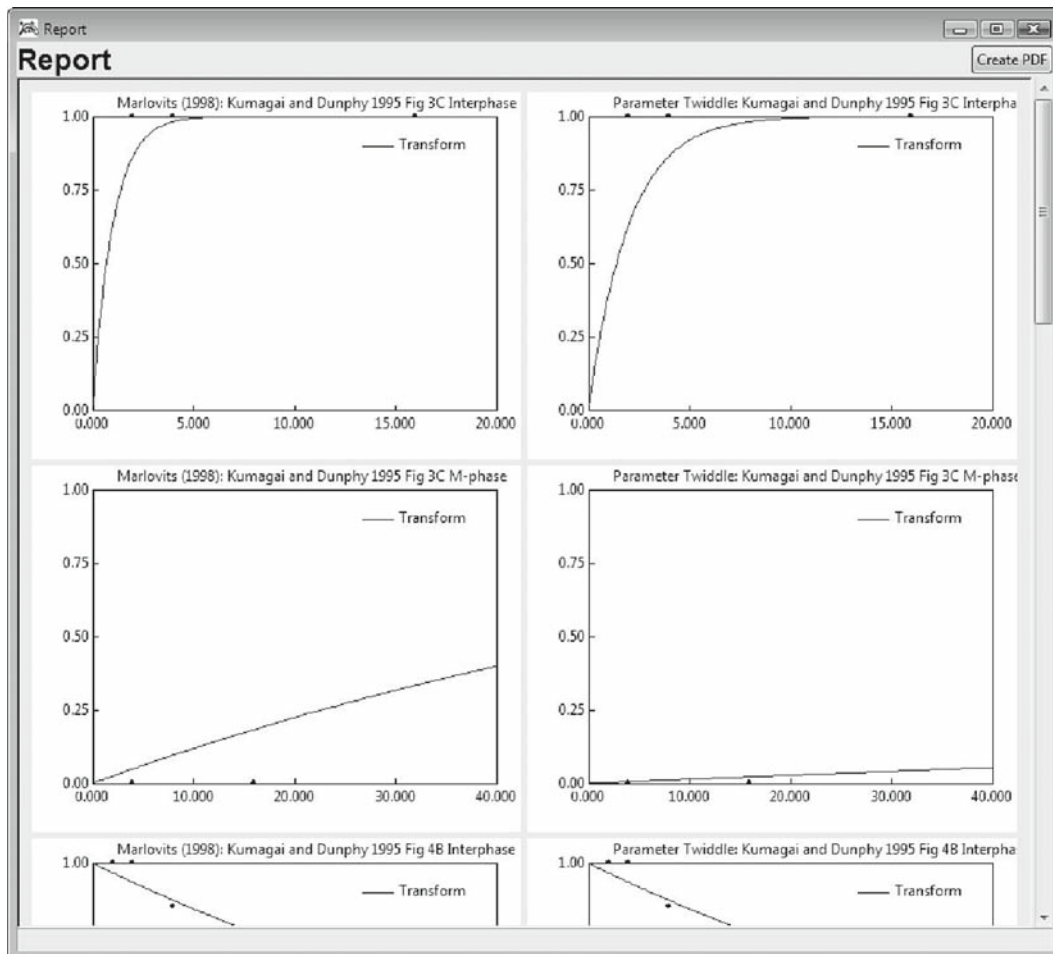 Report
Report
Create PDF
Marlovits (1998): Kumagai and Dunphy 1995 Fig 3C Interphase
1.00
Transform
0.75
0.50
0.25
0.00
0.000 5.000 10.000 15.000 20.000
Parameter Twiddle: Kumagai and Dunphy 1995 Fig 3C Interpha
1.00
Transform
0.75
0.50
0.25
0.00
0.000 5.000 10.000 15.000 20.000
Marlovits (1998): Kumagai and Dunphy 1995 Fig 3C M-phase
1.00
Transform
0.75
0.50
0.25
0.00
0.000 10.000 20.000 30.000 40.000
Parameter Twiddle: Kumagai and Dunphy 1995 Fig 3C M-phase
1.00
Transform
0.75
0.50
0.25
0.00
0.000 10.000 20.000 30.000 40.000
Marlovits (1998): Kumagai and Dunphy 1995 Fig 4B Interphase
1.00
Transform
0.75
Parameter Twiddle: Kumagai and Dunphy 1995 Fig 4B Interpha
1.00
Transform
0.75